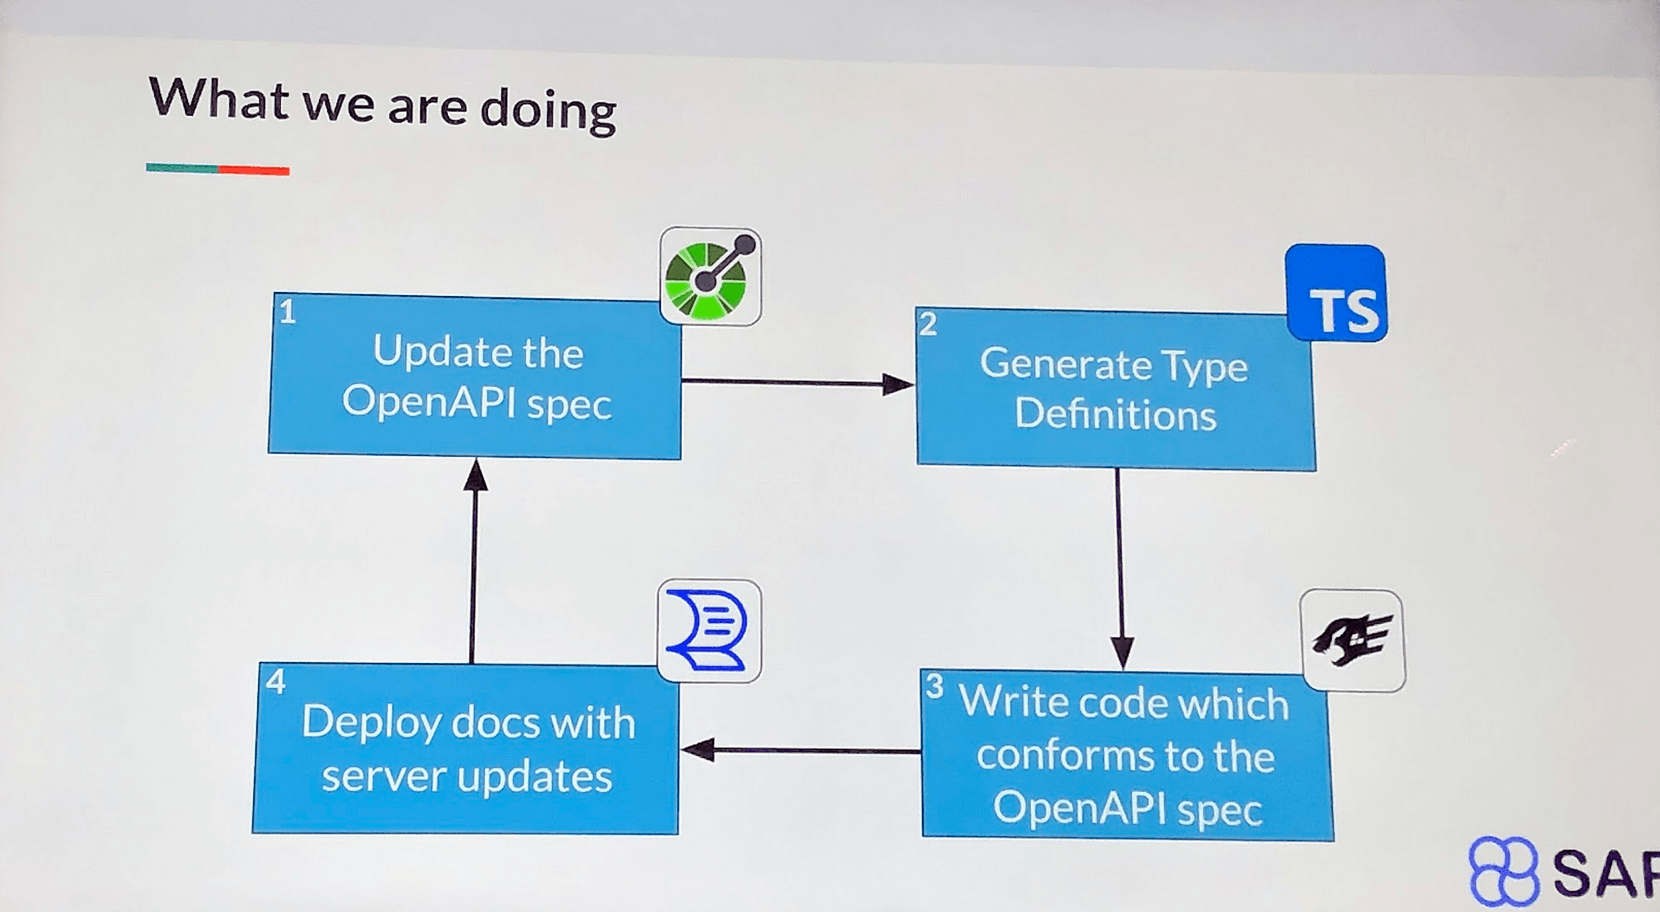 What we are doing
1
Update the
OpenAPI spec
2
Generate Type
Definitions
TS
3
Write code which
conforms to the
OpenAPI spec
4
Deploy docs with
server updates